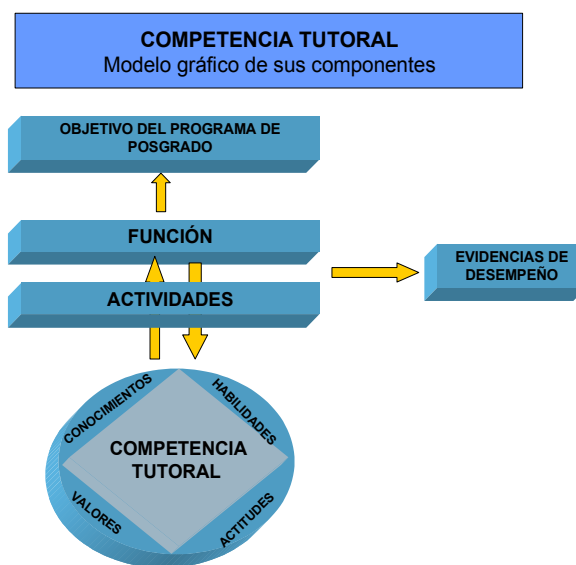 COMPETENCIA TUTORAL
Modelo gráfico de sus componentes
OBJETIVO DEL PROGRAMA DE
POSGRADO
FUNCIÓN
EVIDENCIAS DE
DESEMPEÑO
ACTIVIDADES
CONOCIMIENTOS
HABILIDADES
COMPETENCIA
TUTORAL
VALORES
ACTITUDES